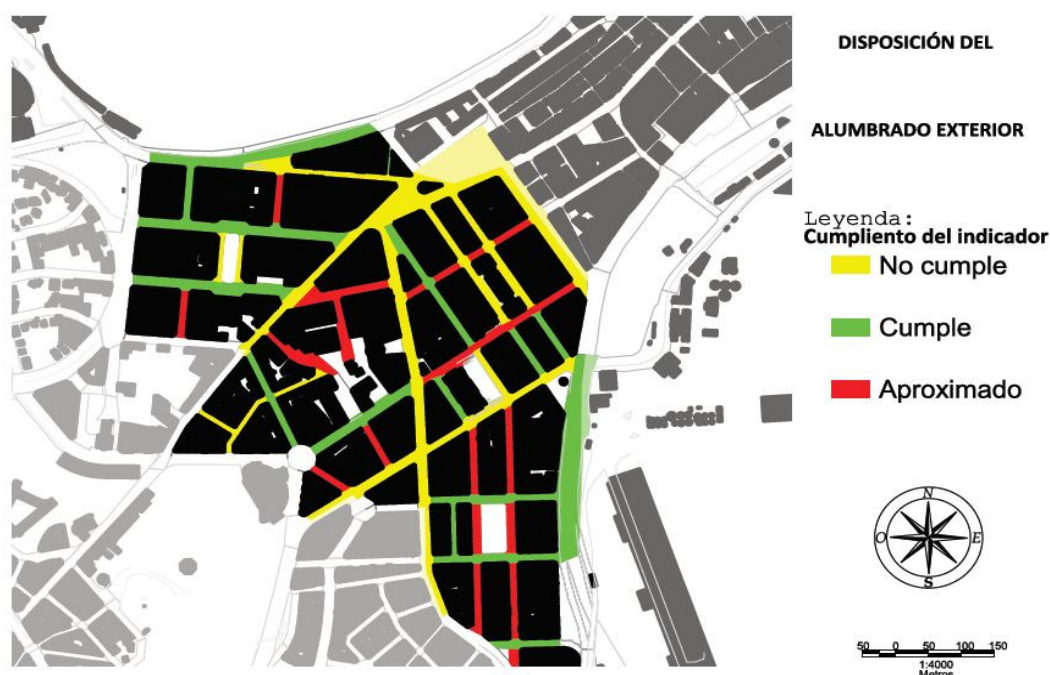 DISPOSICIÓN DEL
ALUMBRADO EXTERIOR
Leyenda:
Cumpliento del indicador
No cumple
Cumple
Aproximado
N
O E
S
50 0 50 100 150
1:4000
Metros